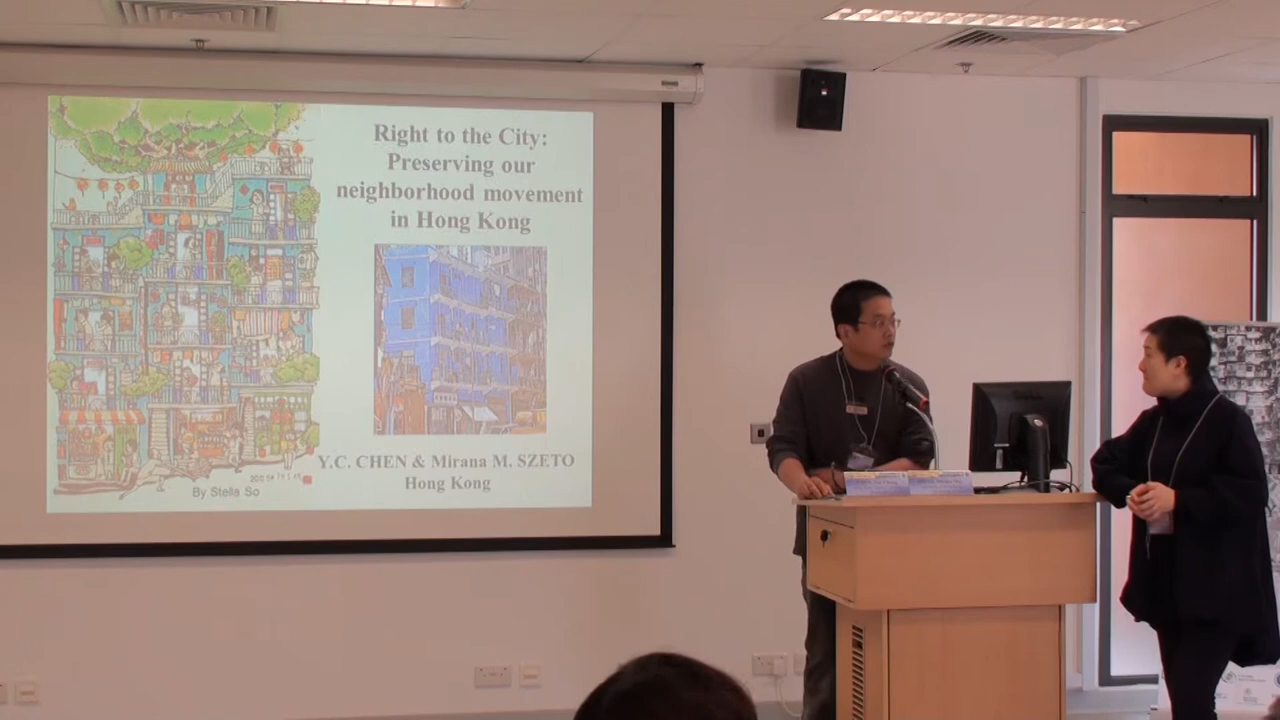 Right to the City:
Preserving our
neighborhood movement
in Hong Kong
Y.C. CHEN & Mirana M. SZETO
Hong Kong
By Stella So